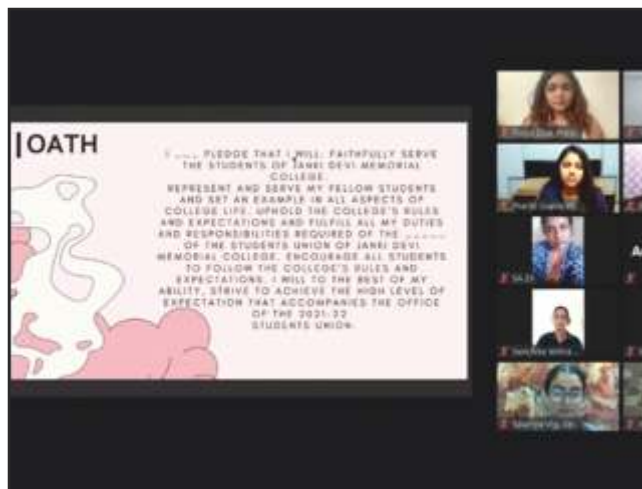 OATH
I ____ PLEDGE THAT I WILL: FAITHFULLY SERVE
THE STUDENTS OF JANKI DEVI MEMORIAL
COLLEGE.
REPRESENT AND SERVE MY FELLOW STUDENTS
AND SET AN EXAMPLE IN ALL ASPECTS OF
COLLEGE LIFE. UPHOLD THE COLLEGE'S RULES
AND EXPECTATIONS AND FULFILL ALL MY DUTIES
AND RESPONSIBILITIES REQUIRED OF THE _____
OF THE STUDENTS UNION OF JANKI DEVI
MEMORIAL COLLEGE. ENCOURAGE ALL STUDENTS
TO FOLLOW THE COLLEGE'S RULES AND
EXPECTATIONS. I WILL TO THE BEST OF MY
ABILITY, STRIVE TO ACHIEVE THE HIGH LEVEL OF
EXPECTATION THAT ACCOMPANIES THE OFFICE
OF THE 2021-22
STUDENTS UNION.